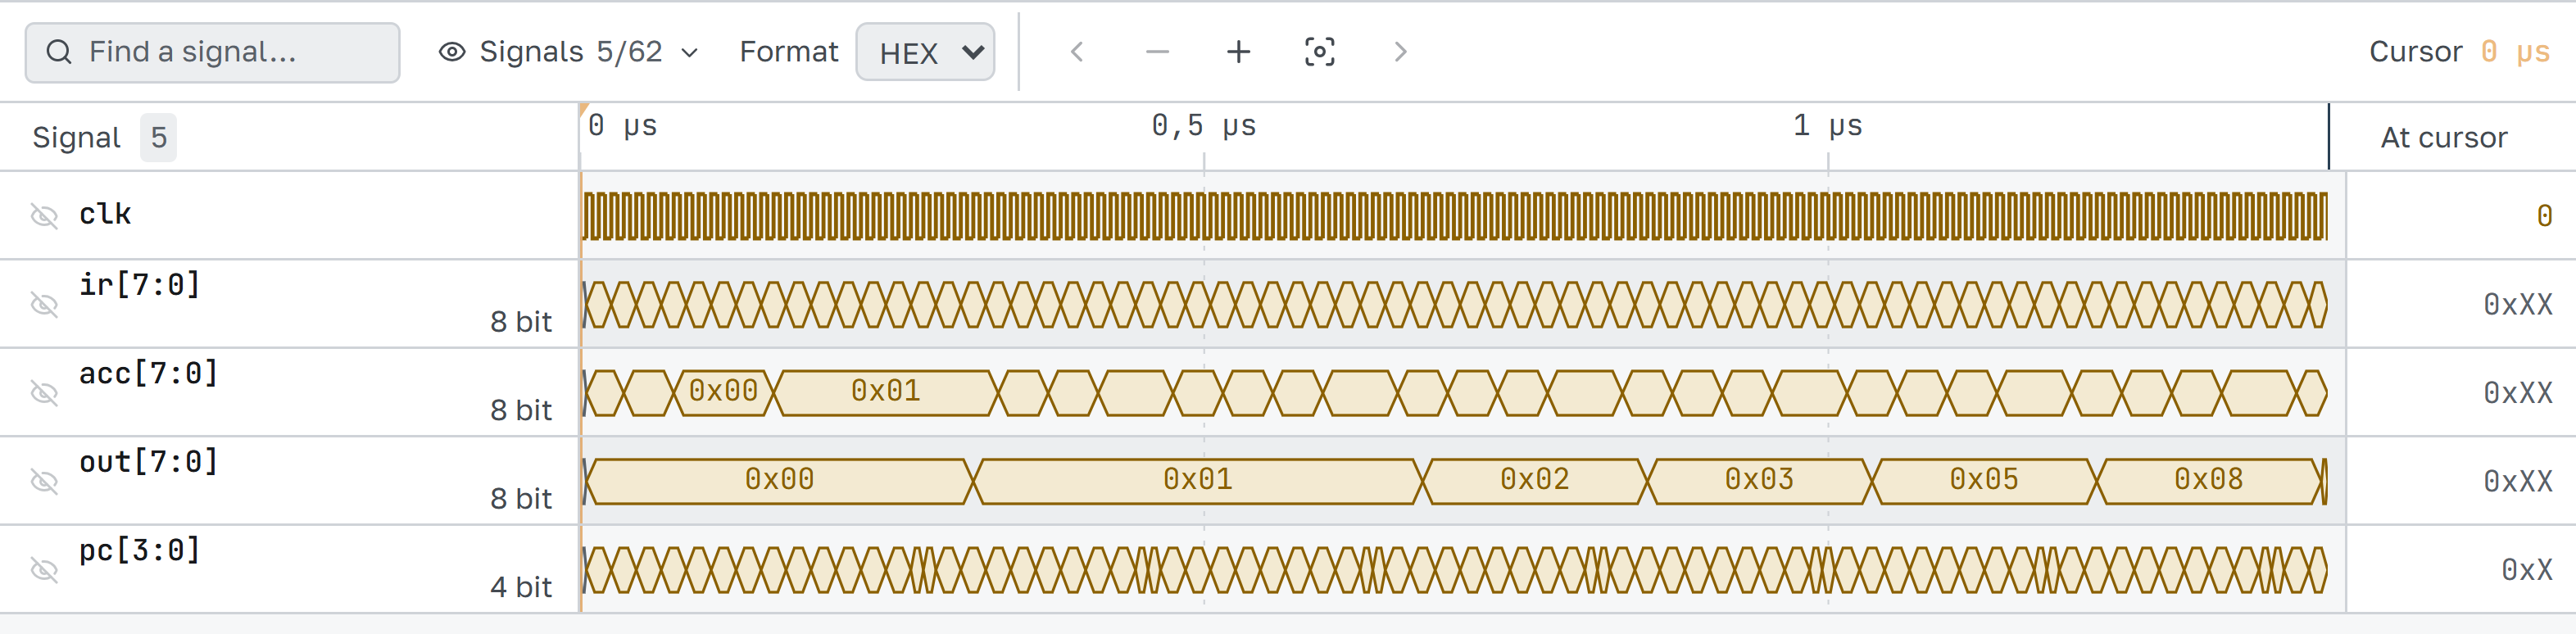 Find a signal... Signals 5/62 Format HEX Cursor 0 µs
Signal 5 0 µs 0,5 µs 1 µs At cursor
clk 0
ir[7:0] 8 bit 0xXX
acc[7:0] 8 bit 0x00 0x01 0xXX
out[7:0] 8 bit 0x00 0x01 0x02 0x03 0x05 0x08 0xXX
pc[3:0] 4 bit 0xX